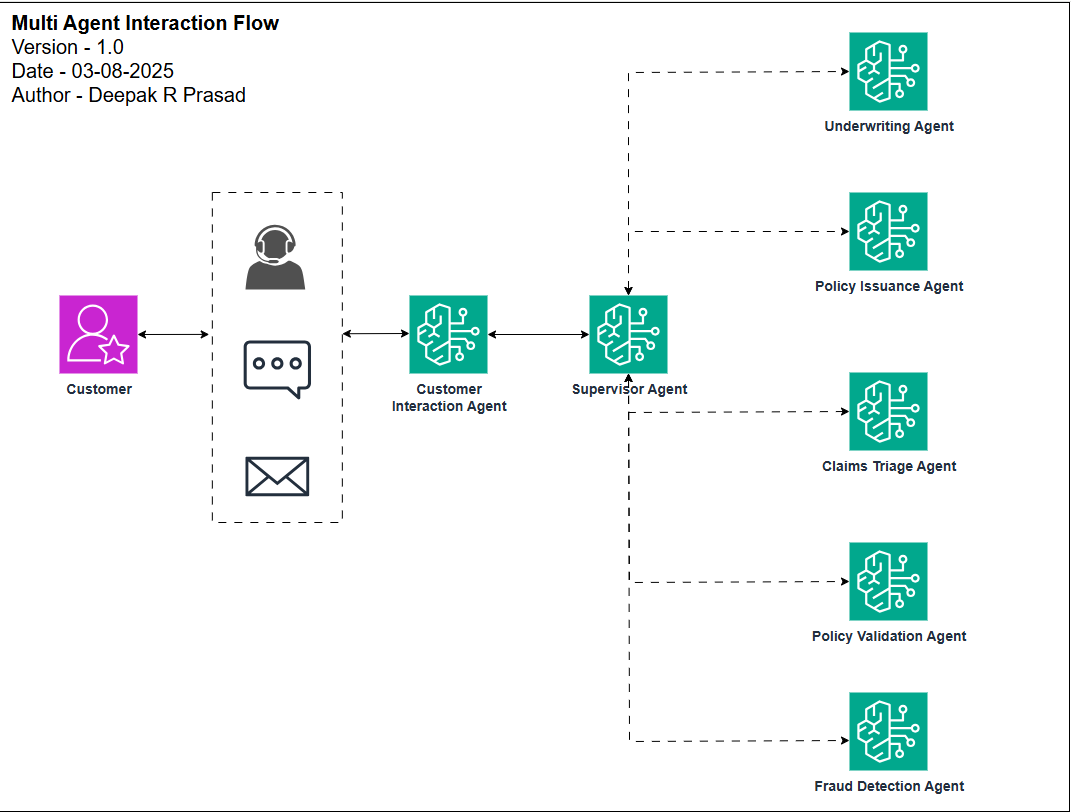 Multi Agent Interaction Flow
Version - 1.0
Date - 03-08-2025
Author - Deepak R Prasad
Underwriting Agent
Policy Issuance Agent
Customer
Customer
Interaction Agent
Supervisor Agent
Claims Triage Agent
Policy Validation Agent
Fraud Detection Agent